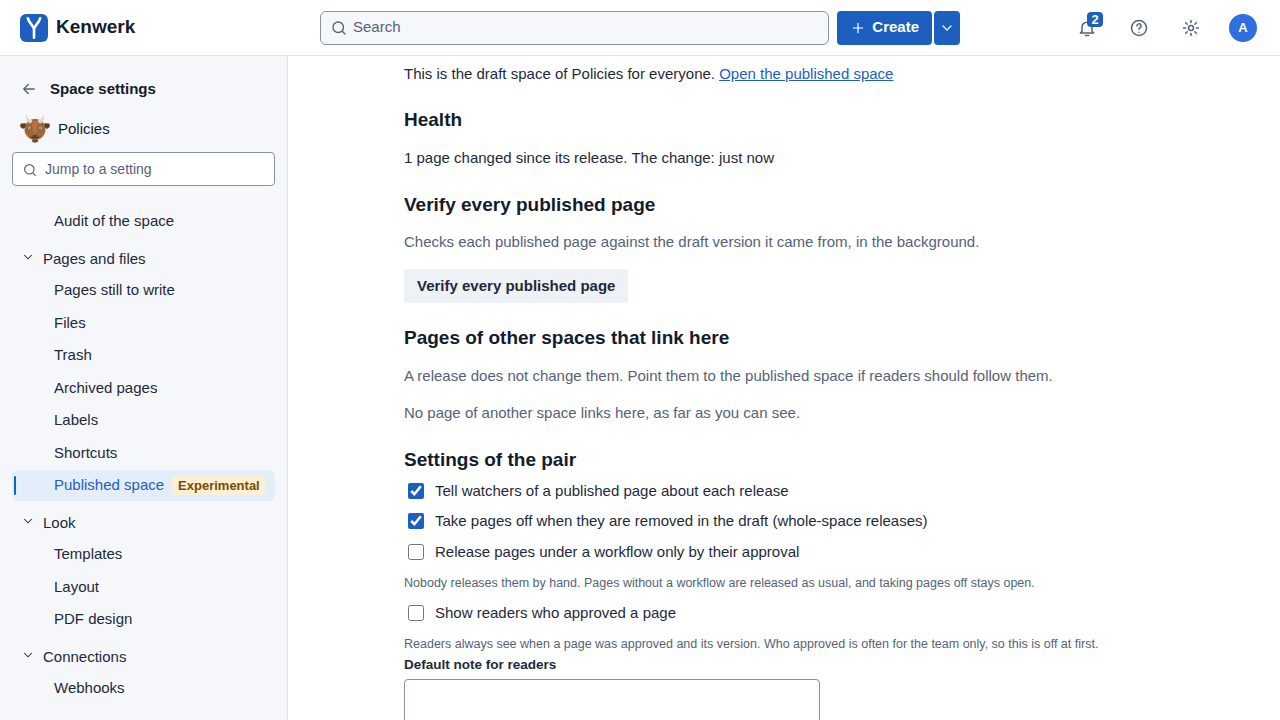 Kenwerk
Search
Create
2
A
Space settings
Policies
Jump to a setting
Audit of the space
Pages and files
Pages still to write
Files
Trash
Archived pages
Labels
Shortcuts
Published space Experimental
Look
Templates
Layout
PDF design
Connections
Webhooks
This is the draft space of Policies for everyone. Open the published space
Health
1 page changed since its release. The change: just now
Verify every published page
Checks each published page against the draft version it came from, in the background.
Verify every published page
Pages of other spaces that link here
A release does not change them. Point them to the published space if readers should follow them.
No page of another space links here, as far as you can see.
Settings of the pair
Tell watchers of a published page about each release
Take pages off when they are removed in the draft (whole-space releases)
Release pages under a workflow only by their approval
Nobody releases them by hand. Pages without a workflow are released as usual, and taking pages off stays open.
Show readers who approved a page
Readers always see when a page was approved and its version. Who approved is often for the team only, so this is off at first.
Default note for readers